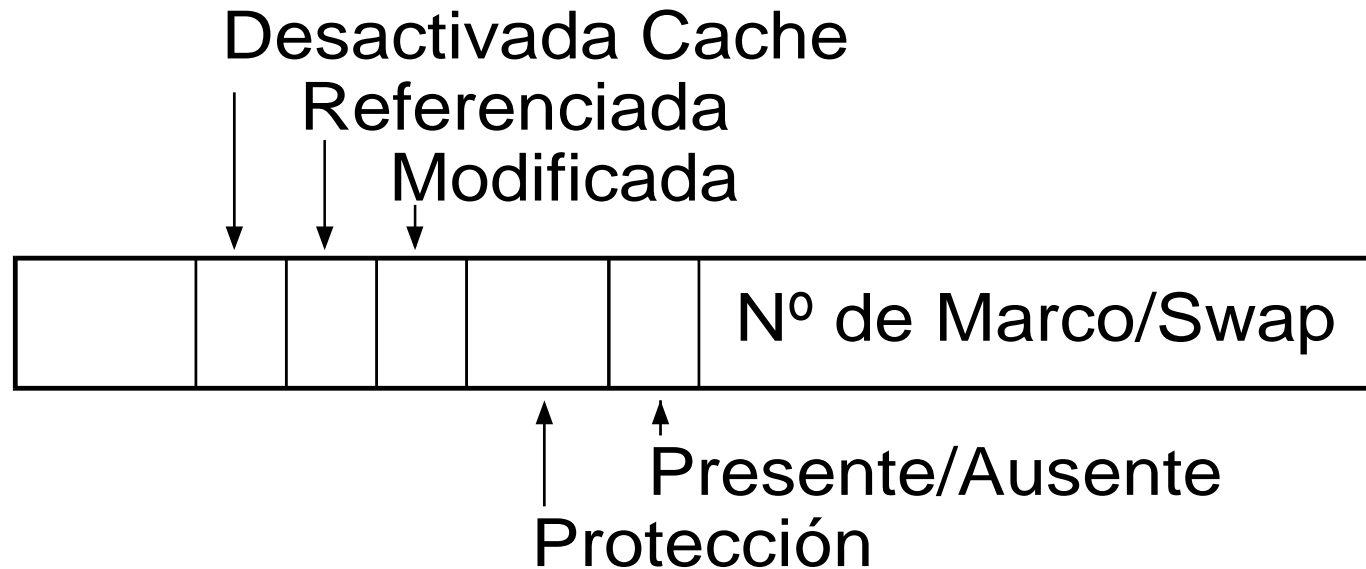 Desactivada Cache
Referenciada
Modificada
Nº de Marco/Swap
Presente/Ausente
Protección